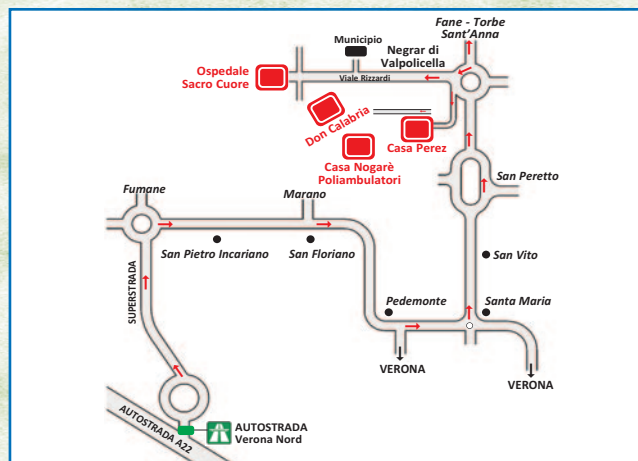 Fane - Torbe
Sant'Anna
Municipio
Negrar di
Valpolicella
Ospedale
Sacro Cuore
Viale Rizzardi
Don Calabria
Casa Perez
Casa Nogarè
Poliambulatori
San Peretto
Fumane
Marano
San Pietro Incariano
San Floriano
San Vito
SUPERSTRADA
Pedemonte
Santa Maria
VERONA
VERONA
AUTOSTRADA A22
AUTOSTRADA
Verona Nord